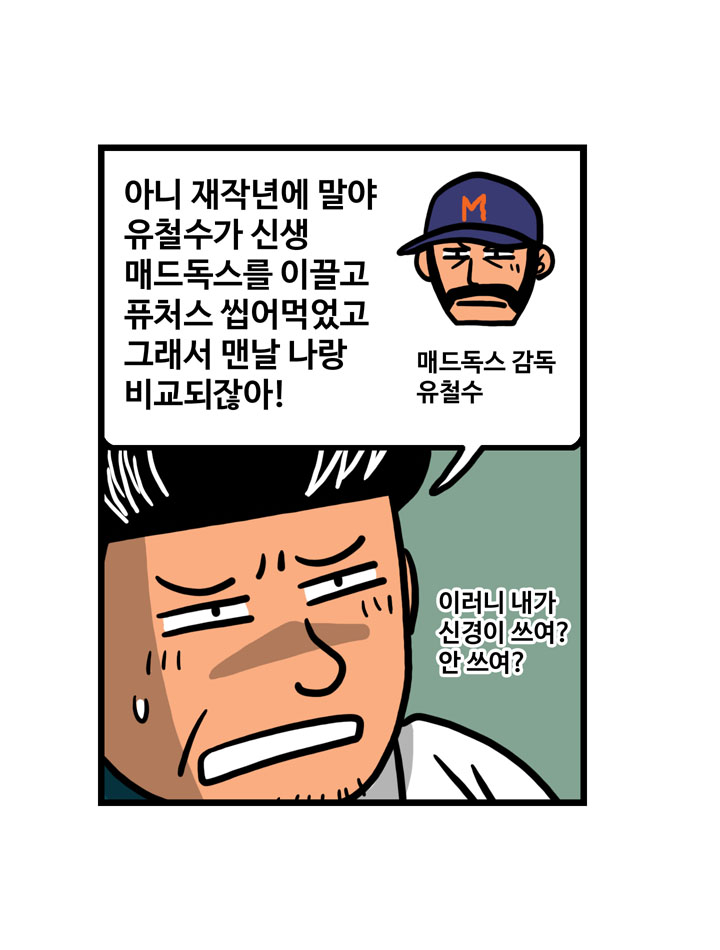 아니 재작년에 말야
유철수가 신생
매드독스를 이끌고
퓨처스 씹어먹었고
그래서 맨날 나랑
비교되잖아!
M
매드독스 감독
유철수
이러니 내가
신경이 쓰여?
안 쓰여?